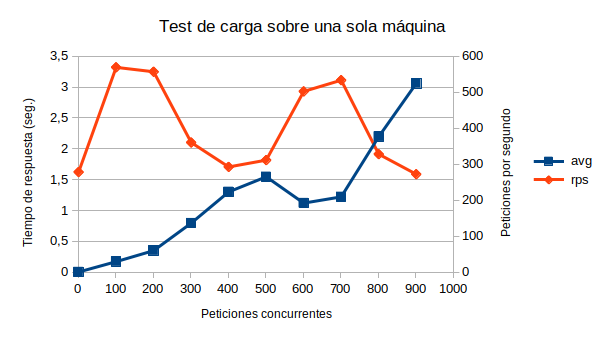 Test de carga sobre una sola máquina
3,5
3
2,5
2
1,5
1
0,5
0
Tiempo de respuesta (seg.)
600
500
400
300
200
100
0
Peticiones por segundo
avg
rps
0 100 200 300 400 500 600 700 800 900 1000
Peticiones concurrentes